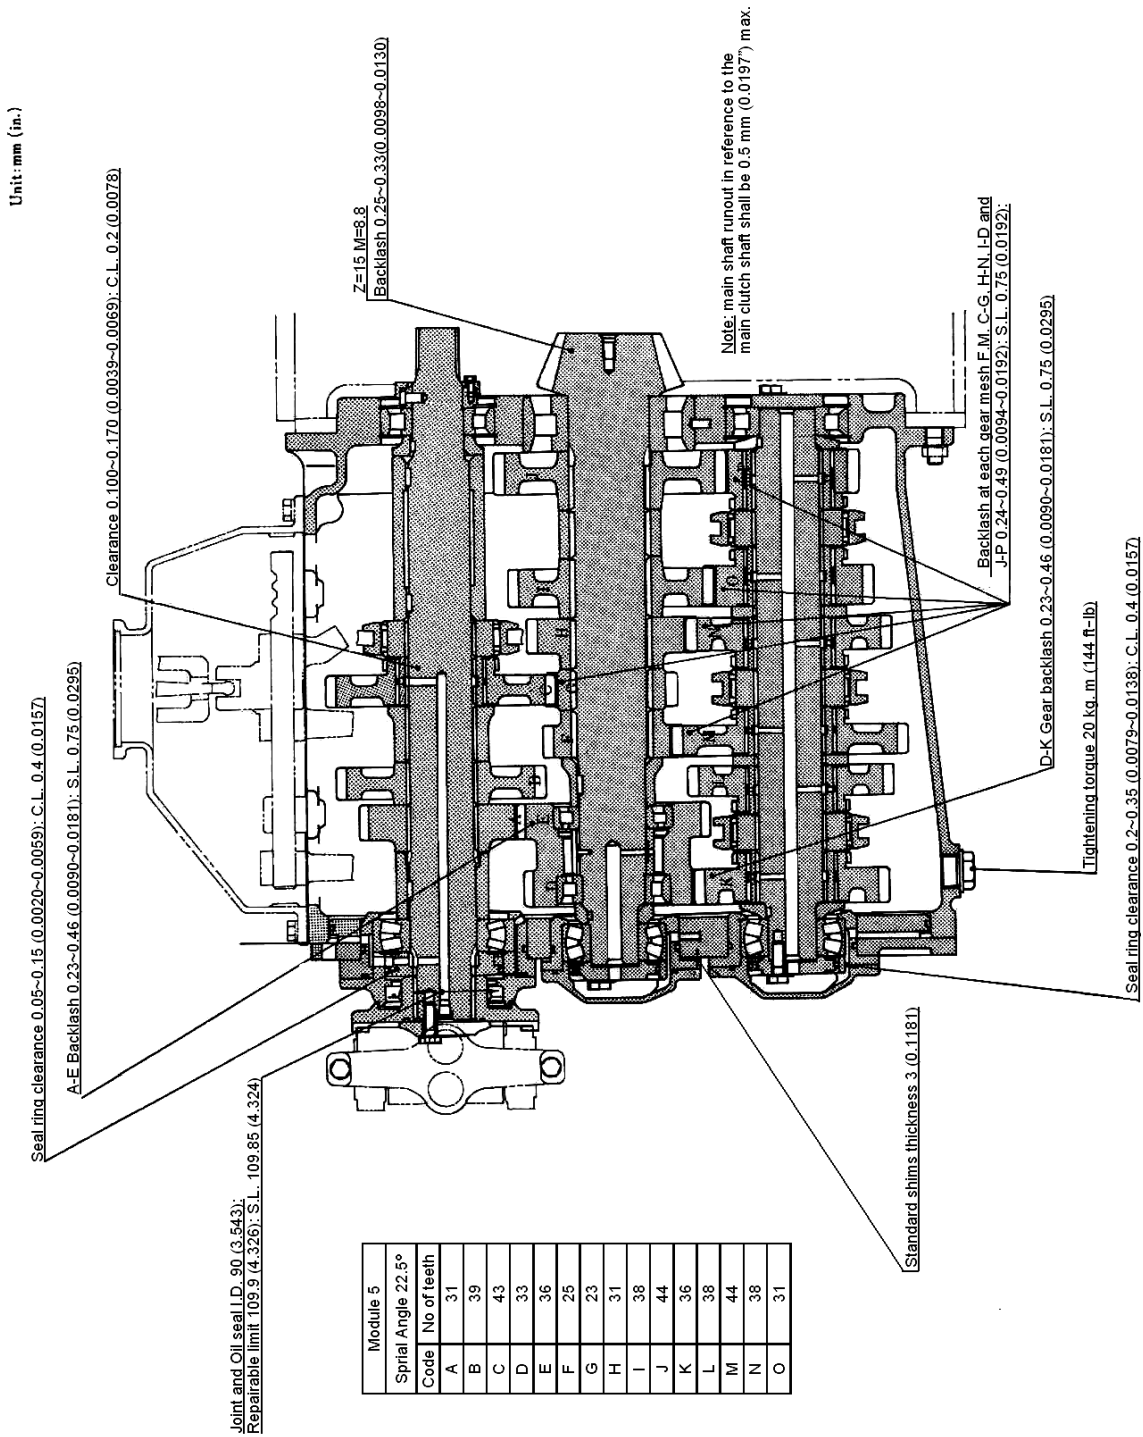 Unit:mm (in.)
Seal ring clearance 0.05~0.15 (0.0020~0.0059): C.L. 0.4 (0.0157)
A-E Backlash 0.23~0.46 (0.0090~0.0181): S.L. 0.75 (0.0295)
Clearance 0.100~0.170 (0.0039~0.0069): C.L. 0.2 (0.0078)
Z=15 M=8.8
Backlash 0.25~0.33(0.0098~0.0130)
Note: main shaft runout in reference to the
main clutch shaft shall be 0.5 mm (0.0197") max.
Backlash at each gear mesh F.M. C-G, H-N, I-D and
J-P 0.24~0.49 (0.0094~0.0192): S.L. 0.75 (0.0192):
D-K Gear backlash 0.23~0.46 (0.0090~0.0181): S.L. 0.75 (0.0295)
Tightening torque 20 kg. m (144 ft-lb)
Seal ring clearance 0.2~0.35 (0.0079~0.0138): C.L. 0.4 (0.0157)
Joint and Oil seal I.D. 90 (3.543):
Repairable limit 109.9 (4.326): S.L. 109.85 (4.324)
Standard shims thickness 3 (0.1181)
Module 5
Sprial Angle 22.5°
Code No of teeth
A 31
B 39
C 43
D 33
E 36
F 25
G 23
H 31
I 38
J 44
K 36
L 38
M 44
N 38
O 31
H
F
O
K